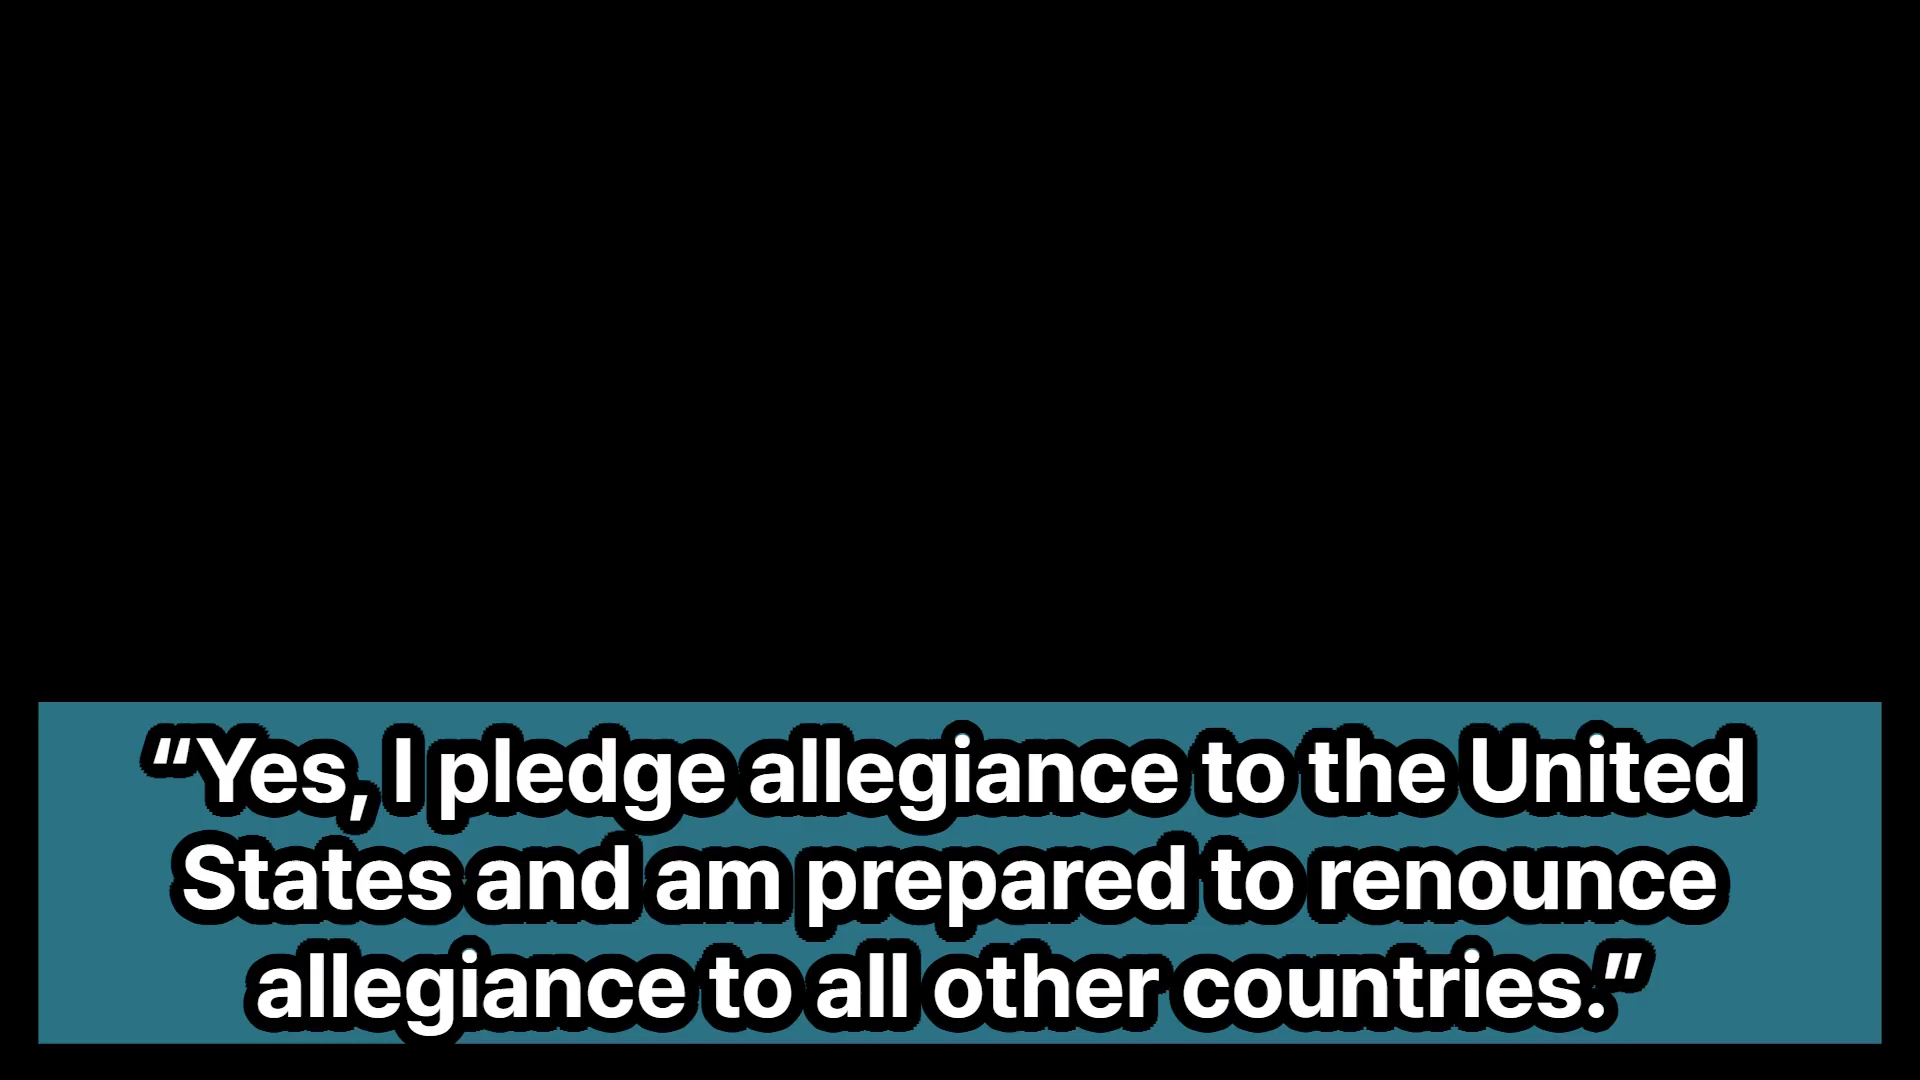 “Yes, I pledge allegiance to the United
States and am prepared to renounce
allegiance to all other countries.”